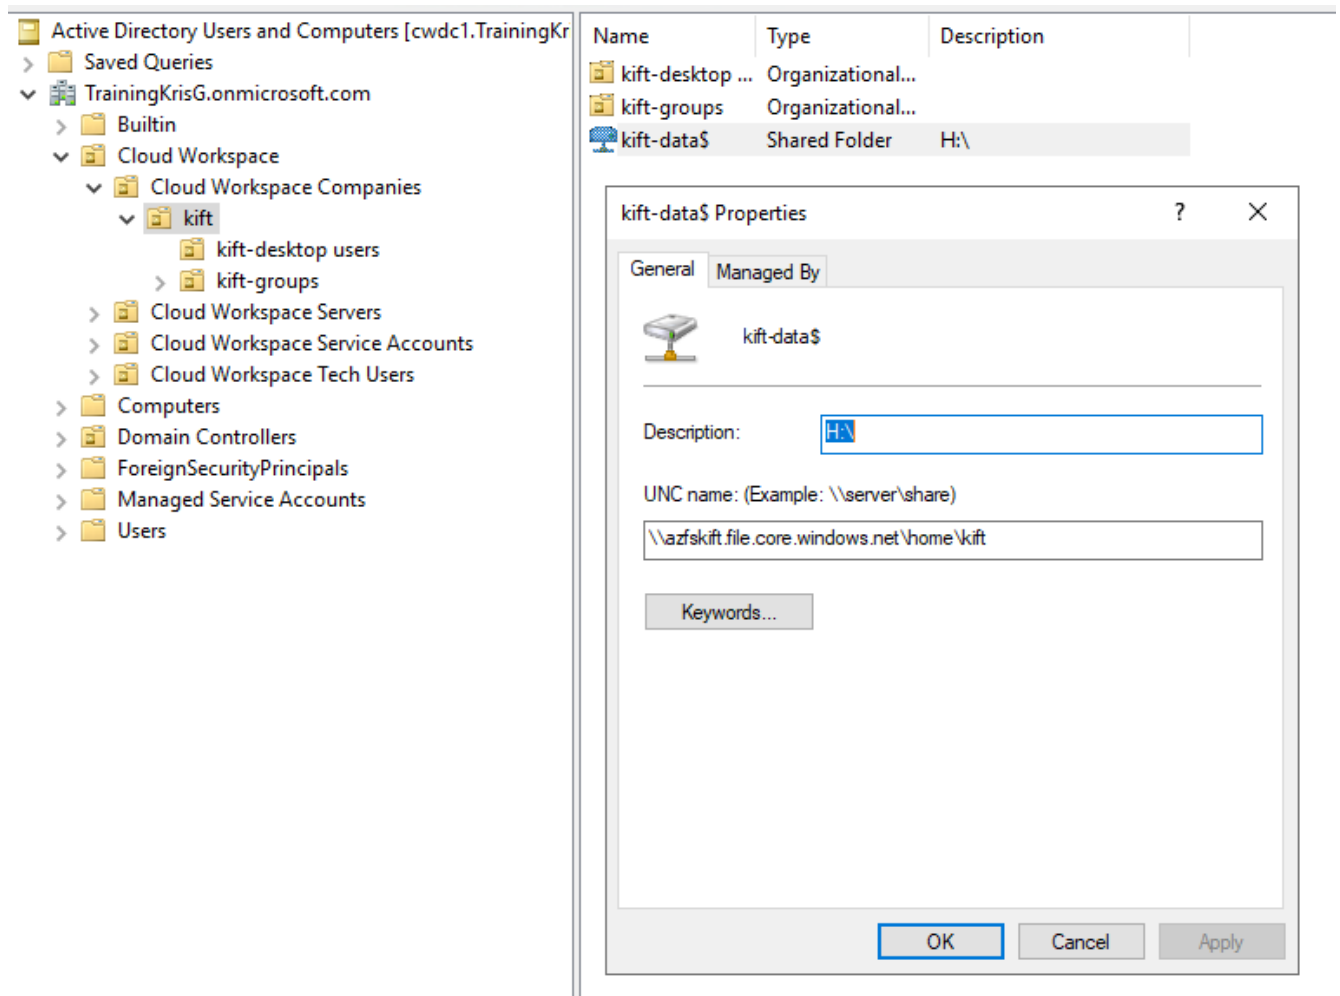 Active Directory Users and Computers [cwdc1.TrainingKr
Saved Queries
TrainingKrisG.onmicrosoft.com
Builtin
Cloud Workspace
Cloud Workspace Companies
kift
kift-desktop users
kift-groups
Cloud Workspace Servers
Cloud Workspace Service Accounts
Cloud Workspace Tech Users
Computers
Domain Controllers
ForeignSecurityPrincipals
Managed Service Accounts
Users
Name Type Description
kift-desktop ... Organizational...
kift-groups Organizational...
kift-data$ Shared Folder H:\
kift-data$ Properties ?
General Managed By
kift-data$
Description: H:\
UNC name: (Example: \\server\share)
\\azfskift.file.core.windows.net\home\kift
Keywords...
OK Cancel Apply